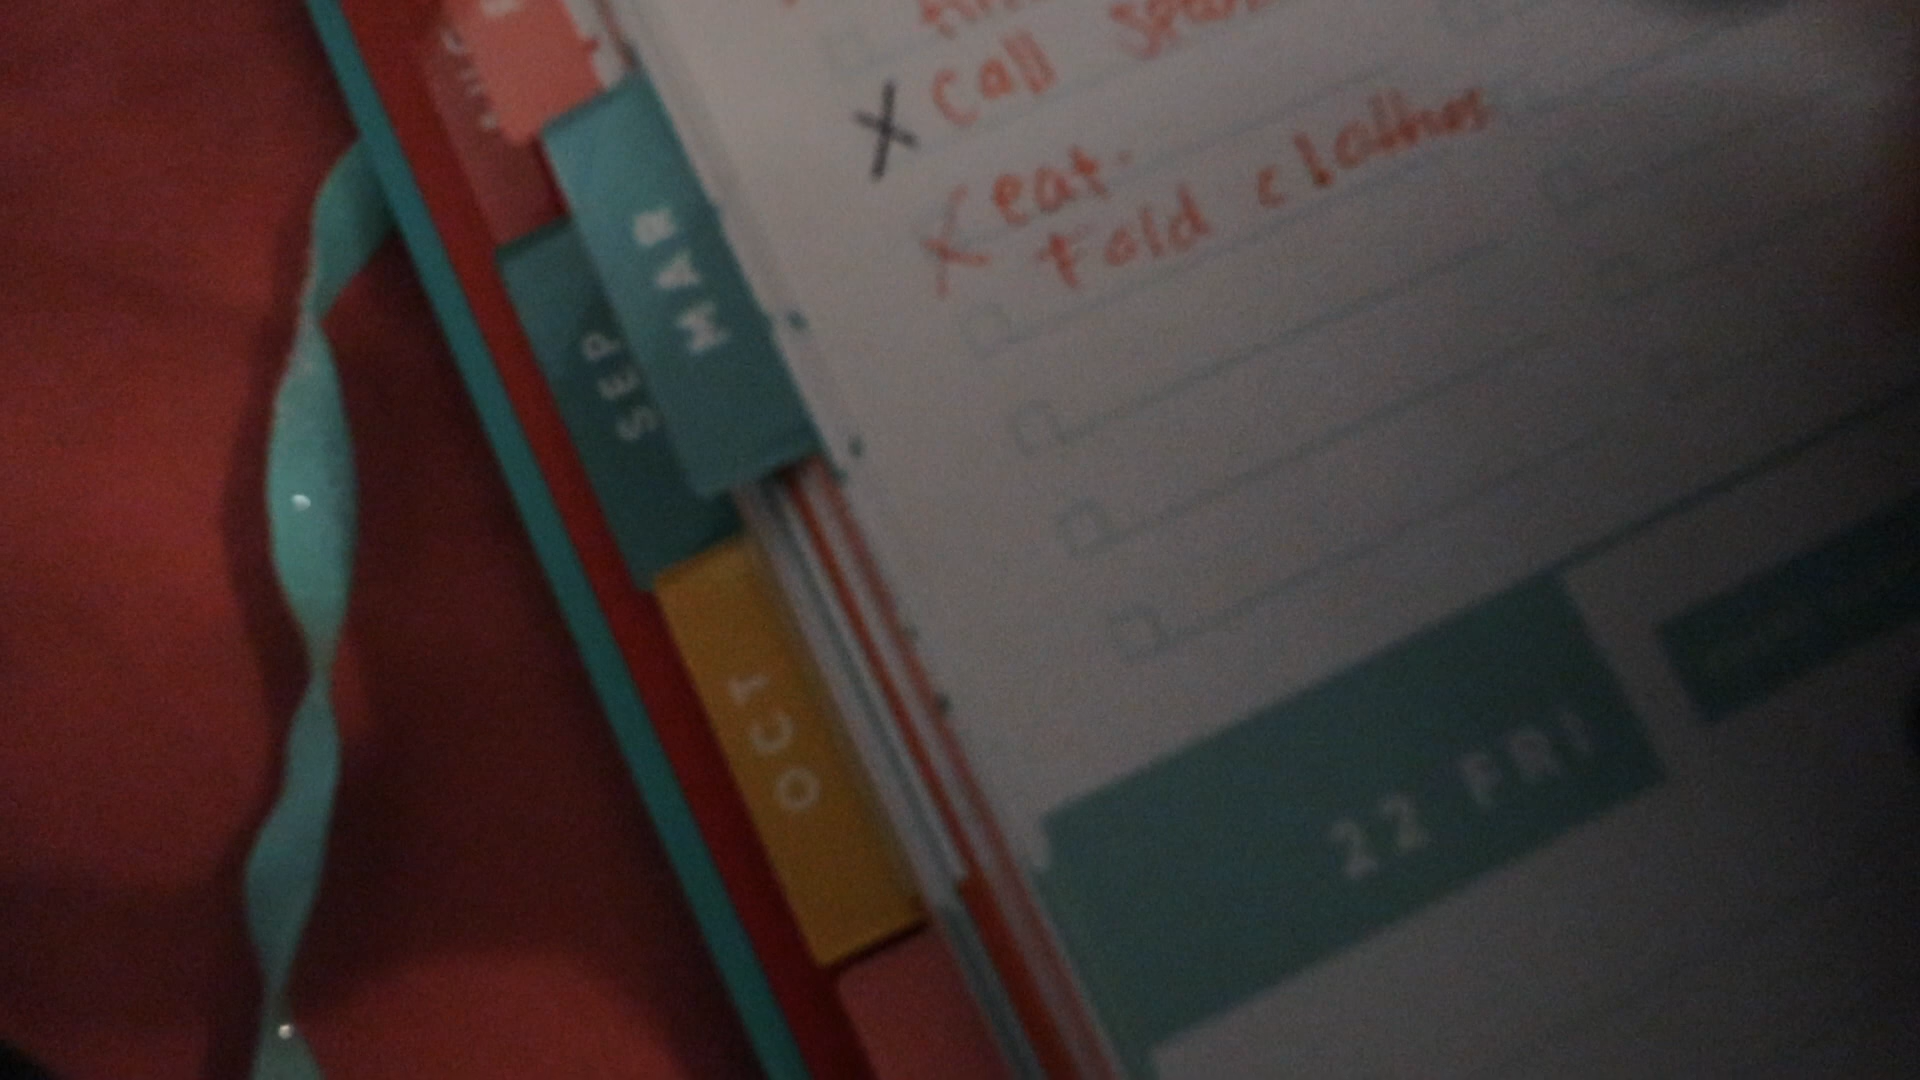 call
X eat.
fold clothes
MAR
SEP
OCT
22 FRI